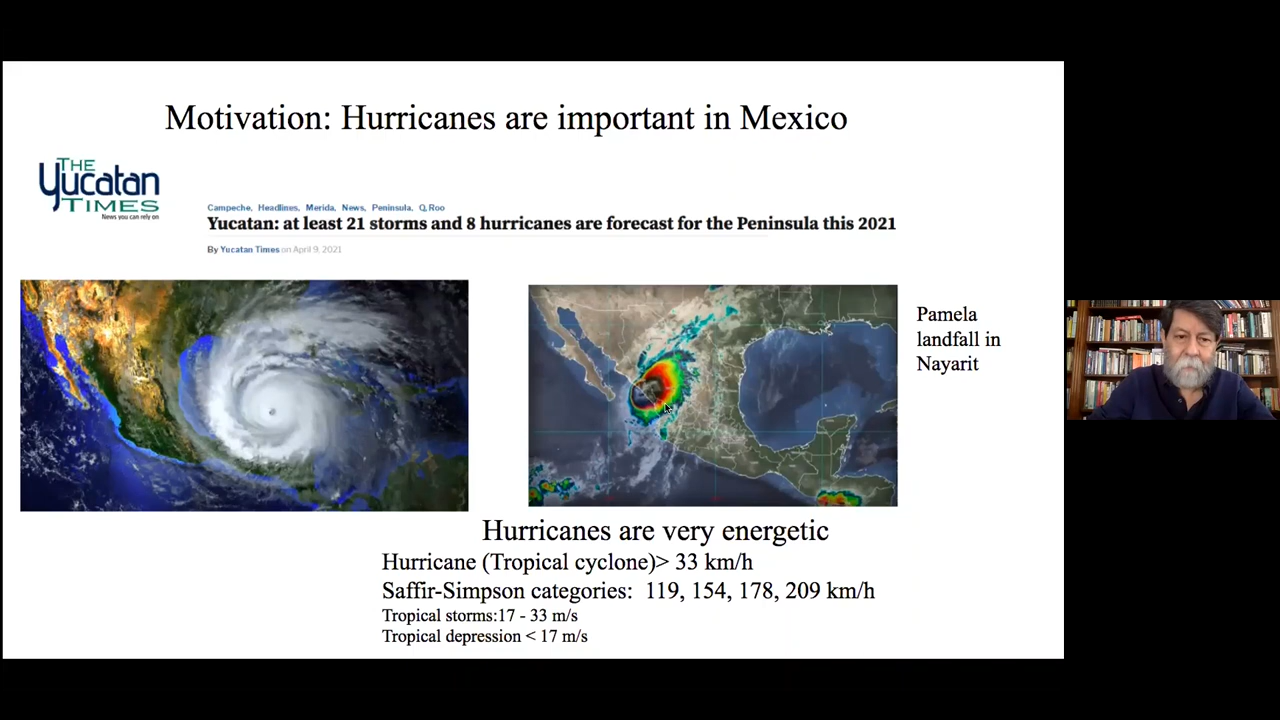 Motivation: Hurricanes are important in Mexico
THE
Yucatan
TIMES
News you can rely on
Campeche, Headlines, Merida, News, Peninsula, Q,Roo
Yucatan: at least 21 storms and 8 hurricanes are forecast for the Peninsula this 2021
By Yucatan Times on April 9, 2021
Pamela
landfall in
Nayarit
Hurricanes are very energetic
Hurricane (Tropical cyclone)> 33 km/h
Saffir-Simpson categories: 119, 154, 178, 209 km/h
Tropical storms:17 - 33 m/s
Tropical depression < 17 m/s